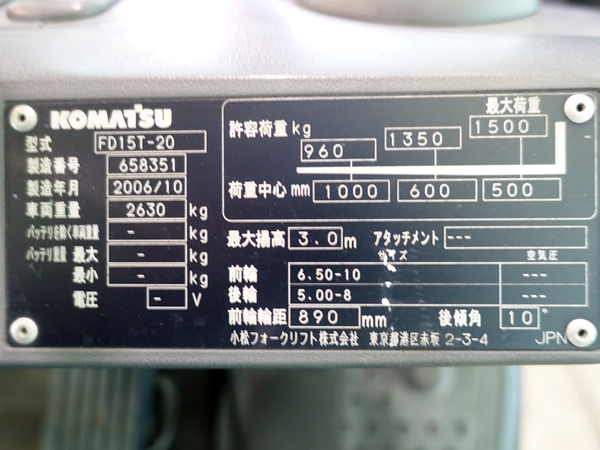 KOMATSU
型式 FD15T-20
製造番号 658351
製造年月 2006/10
車両重量 2630 kg
バッテリを除く車両重量 - kg
バッテリ重量 最大 - kg
最小 - kg
電圧 - V
最大荷重
許容荷重 kg 960 1350 1500
荷重中心 mm 1000 600 500
最大揚高 3.0 m アタッチメント ---
サイズ 空気圧
前輪 6.50-10 ---
後輪 5.00-8 ---
前輪輪距 890 mm 後傾角 10°
小松フォークリフト株式会社 東京都港区赤坂 2-3-4 JPN